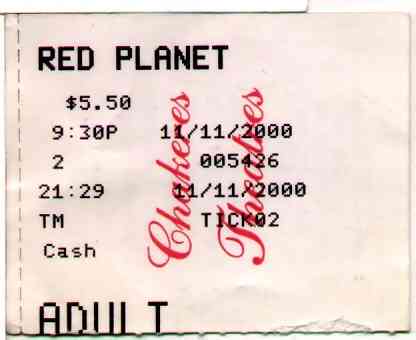 RED PLANET
$5.50
9:30P 11/11/2000
2 005426
21:29 11/11/2000
TM TICK02
Cash
ADULT
Chakeres
Theatres